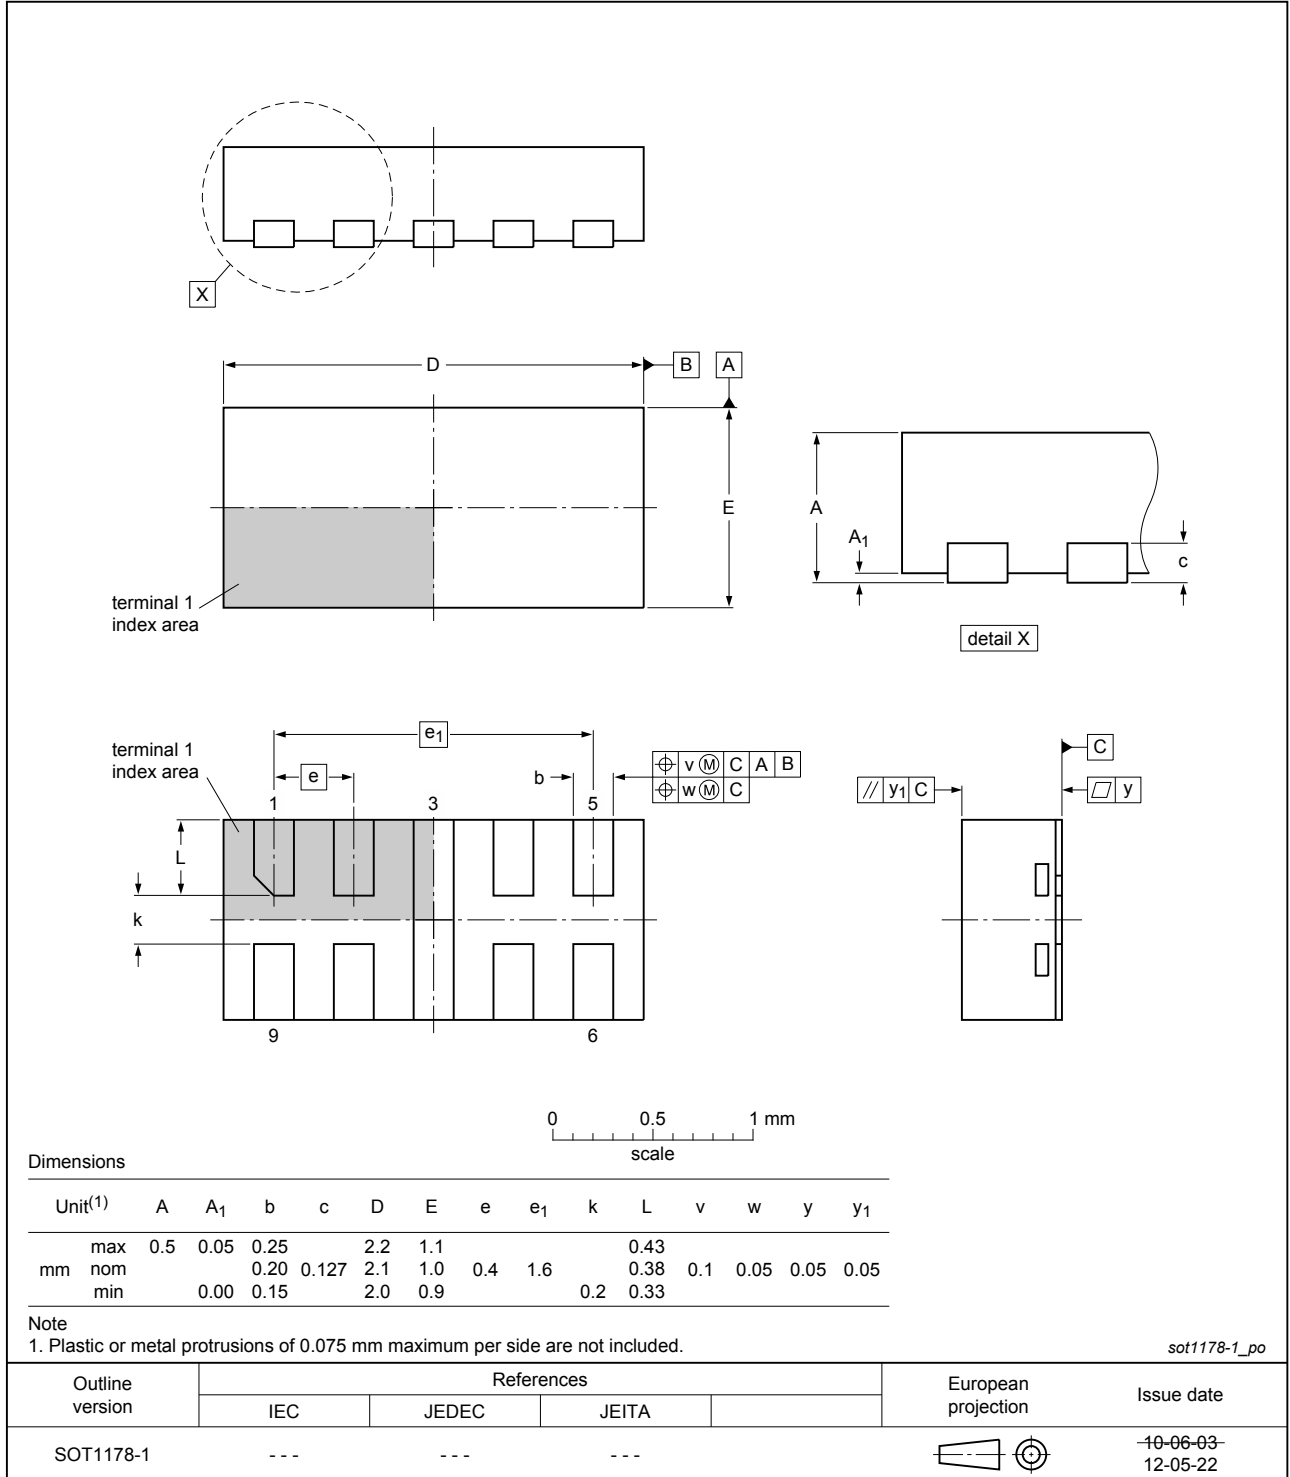 X
D
B
A
E
terminal 1
index area
A
A1
c
detail X
terminal 1
index area
e1
e
b
v Ⓜ C A B
w Ⓜ C
1
3
5
L
k
9
6
C
// y1 C
y
0 0.5 1 mm
scale
Dimensions
Unit(1) A A1 b c D E e e1 k L v w y y1
max 0.5 0.05 0.25 2.2 1.1 0.43
mm nom 0.20 0.127 2.1 1.0 0.4 1.6 0.38 0.1 0.05 0.05 0.05
min 0.00 0.15 2.0 0.9 0.2 0.33
Note
1. Plastic or metal protrusions of 0.075 mm maximum per side are not included.
sot1178-1_po
Outline version
References
IEC JEDEC JEITA
European projection
Issue date
SOT1178-1 - - - - - - - - -
10-06-03
12-05-22